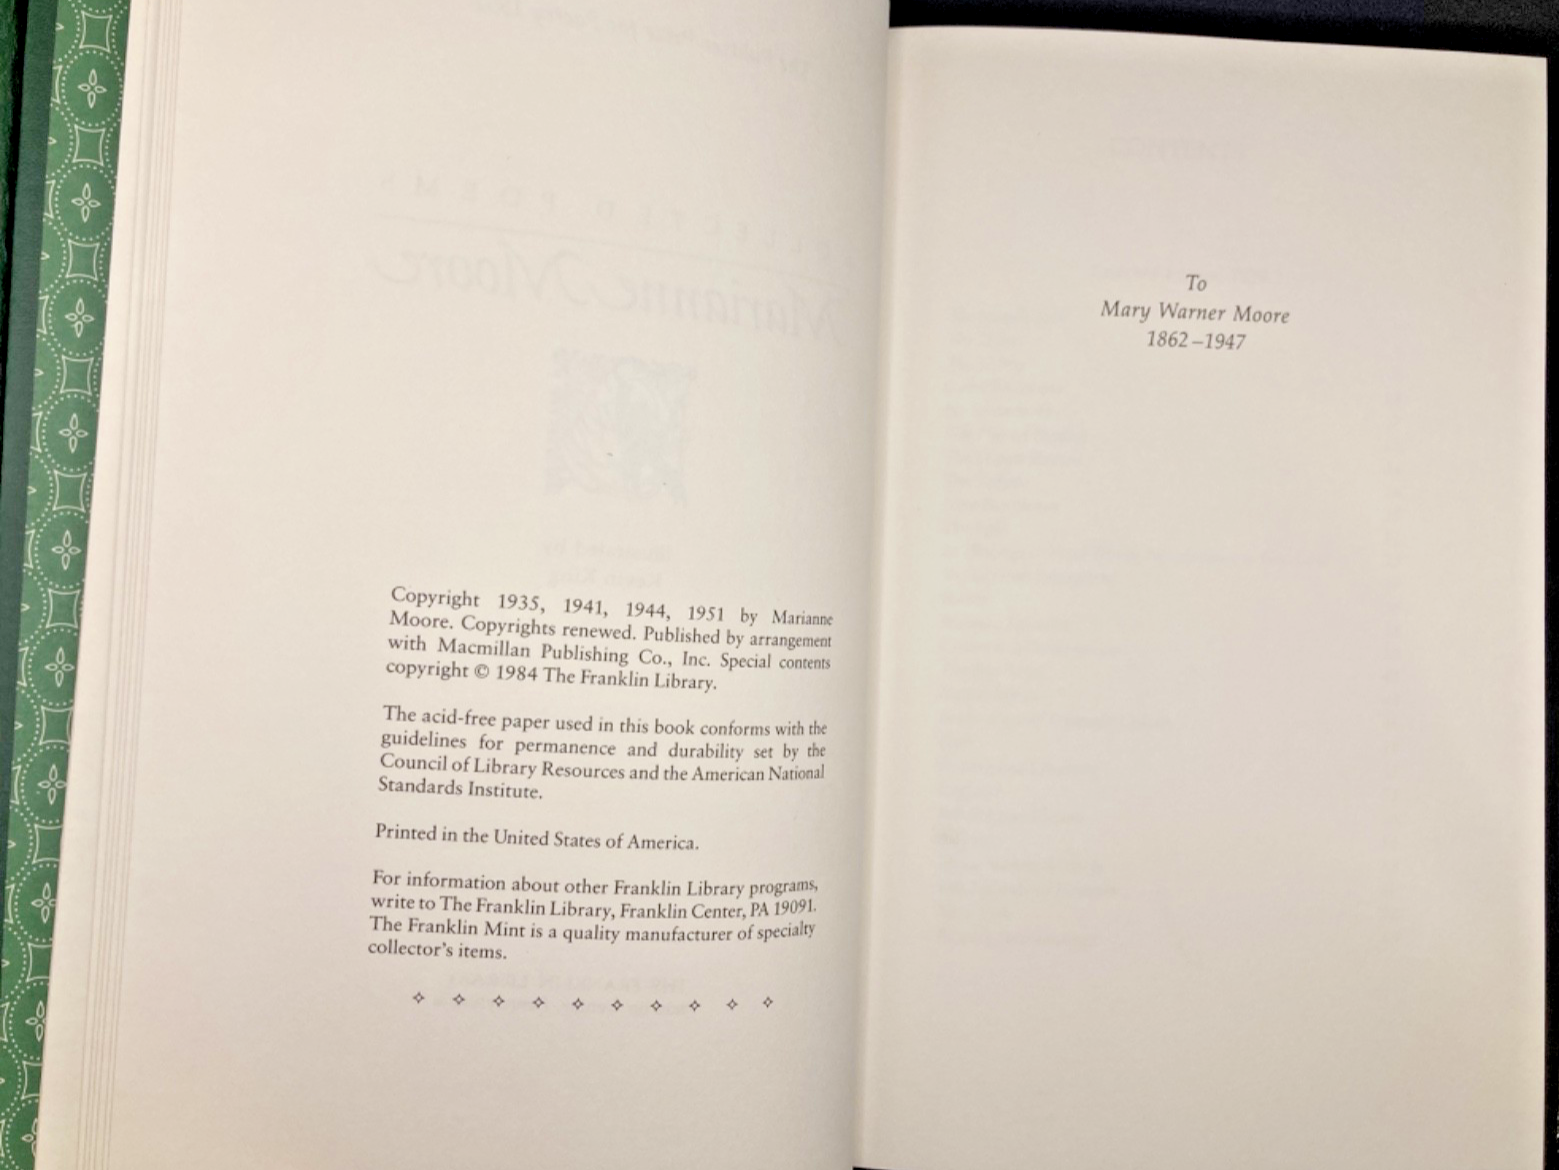 Copyright 1935, 1941, 1944, 1951 by Marianne
Moore. Copyrights renewed. Published by arrangement
with Macmillan Publishing Co., Inc. Special contents
copyright © 1984 The Franklin Library.
The acid-free paper used in this book conforms with the
guidelines for permanence and durability set by the
Council of Library Resources and the American National
Standards Institute.
Printed in the United States of America.
For information about other Franklin Library programs,
write to The Franklin Library, Franklin Center, PA 19091.
The Franklin Mint is a quality manufacturer of specialty
collector's items.
To
Mary Warner Moore
1862–1947